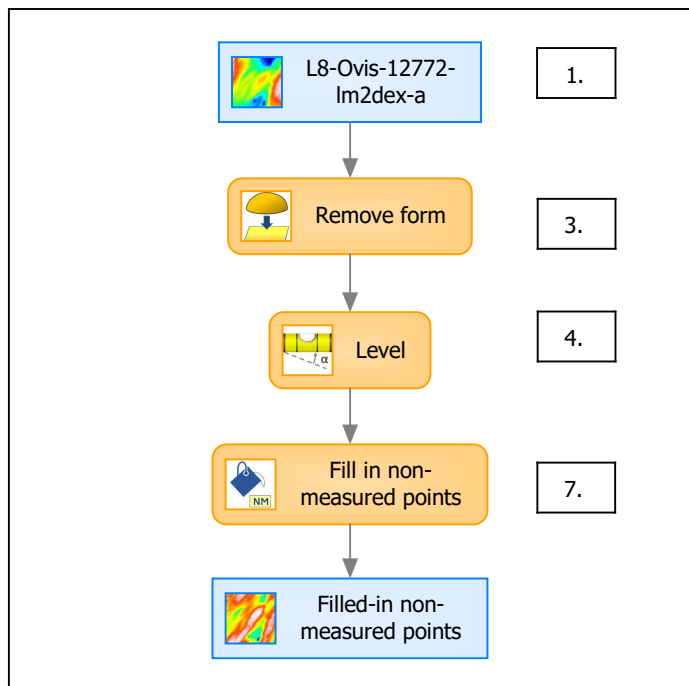 L8-Ovis-12772-
lm2dex-a
1.
Remove form
3.
α
Level
4.
Fill in non-
measured points
NM
7.
Filled-in non-
measured points